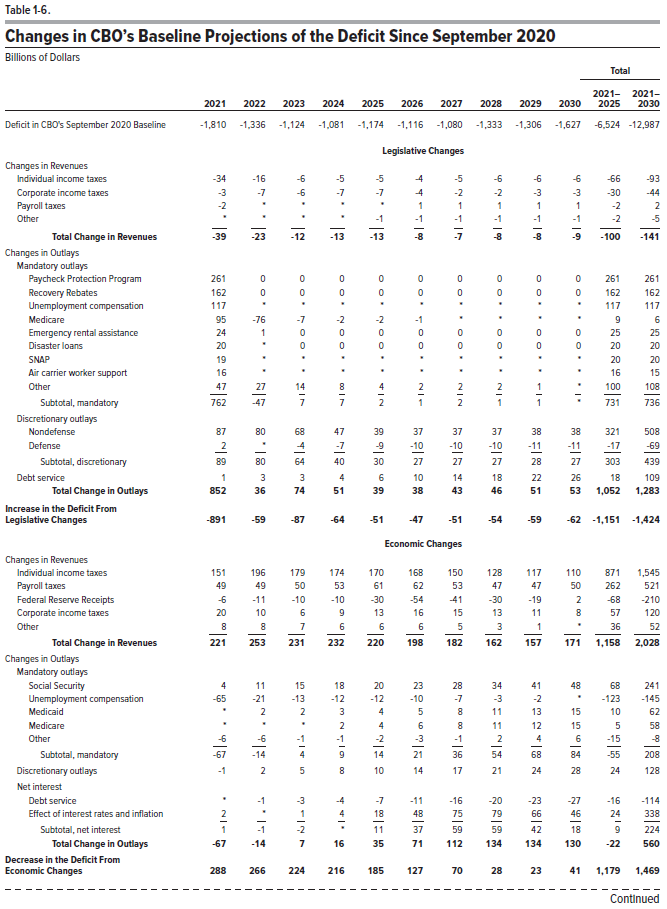 Table 1-6.
Changes in CBO’s Baseline Projections of the Deficit Since September 2020
Billions of Dollars
Total
2021– 2021–
2021 2022 2023 2024 2025 2026 2027 2028 2029 2030 2025 2030
Deficit in CBO's September 2020 Baseline -1,810 -1,336 -1,124 -1,081 -1,174 -1,116 -1,080 -1,333 -1,306 -1,627 -6,524 -12,987
Legislative Changes
Changes in Revenues
Individual income taxes -34 -16 -6 -5 -5 -4 -5 -6 -6 -6 -66 -93
Corporate income taxes -3 -7 -6 -7 -7 -4 -2 -2 -3 -3 -30 -44
Payroll taxes -2 * * * * 1 1 1 1 1 -2 2
Other * * * * -1 -1 -1 -1 -1 -1 -2 -5
Total Change in Revenues -39 -23 -12 -13 -13 -8 -7 -8 -8 -9 -100 -141
Changes in Outlays
Mandatory outlays
Paycheck Protection Program 261 0 0 0 0 0 0 0 0 0 261 261
Recovery Rebates 162 0 0 0 0 0 0 0 0 0 162 162
Unemployment compensation 117 * * * * * * * * * 117 117
Medicare 95 -76 -7 -2 -2 -1 * * * * 9 6
Emergency rental assistance 24 1 0 0 0 0 0 0 0 0 25 25
Disaster loans 20 * 0 0 0 0 0 0 0 0 20 20
SNAP 19 * * * * * * * * * 20 20
Air carrier worker support 16 * * * * * * * * * 16 15
Other 47 27 14 8 4 2 2 2 1 * 100 108
Subtotal, mandatory 762 -47 7 7 2 1 2 1 1 * 731 736
Discretionary outlays
Nondefense 87 80 68 47 39 37 37 37 38 38 321 508
Defense 2 * -4 -7 -9 -10 -10 -10 -11 -11 -17 -69
Subtotal, discretionary 89 80 64 40 30 27 27 27 28 27 303 439
Debt service 1 3 3 4 6 10 14 18 22 26 18 109
Total Change in Outlays 852 36 74 51 39 38 43 46 51 53 1,052 1,283
Increase in the Deficit From
Legislative Changes -891 -59 -87 -64 -51 -47 -51 -54 -59 -62 -1,151 -1,424
Economic Changes
Changes in Revenues
Individual income taxes 151 196 179 174 170 168 150 128 117 110 871 1,545
Payroll taxes 49 49 50 53 61 62 53 47 47 50 262 521
Federal Reserve Receipts -6 -11 -10 -10 -30 -54 -41 -30 -19 2 -68 -210
Corporate income taxes 20 10 6 9 13 16 15 13 11 8 57 120
Other 8 8 7 6 6 6 5 3 1 * 36 52
Total Change in Revenues 221 253 231 232 220 198 182 162 157 171 1,158 2,028
Changes in Outlays
Mandatory outlays
Social Security 4 11 15 18 20 23 28 34 41 48 68 241
Unemployment compensation -65 -21 -13 -12 -12 -10 -7 -3 -2 * -123 -145
Medicaid * 2 2 3 4 5 8 11 13 15 10 62
Medicare * * * 2 4 6 8 11 12 15 5 58
Other -6 -6 -1 -1 -2 -3 -1 2 4 6 -15 -8
Subtotal, mandatory -67 -14 4 9 14 21 36 54 68 84 -55 208
Discretionary outlays -1 2 5 8 10 14 17 21 24 28 24 128
Net interest
Debt service * -1 -3 -4 -7 -11 -16 -20 -23 -27 -16 -114
Effect of interest rates and inflation 2 * 1 4 18 48 75 79 66 46 24 338
Subtotal, net interest 1 -1 -2 * 11 37 59 59 42 18 9 224
Total Change in Outlays -67 -14 7 16 35 71 112 134 134 130 -22 560
Decrease in the Deficit From
Economic Changes 288 266 224 216 185 127 70 28 23 41 1,179 1,469
Continued